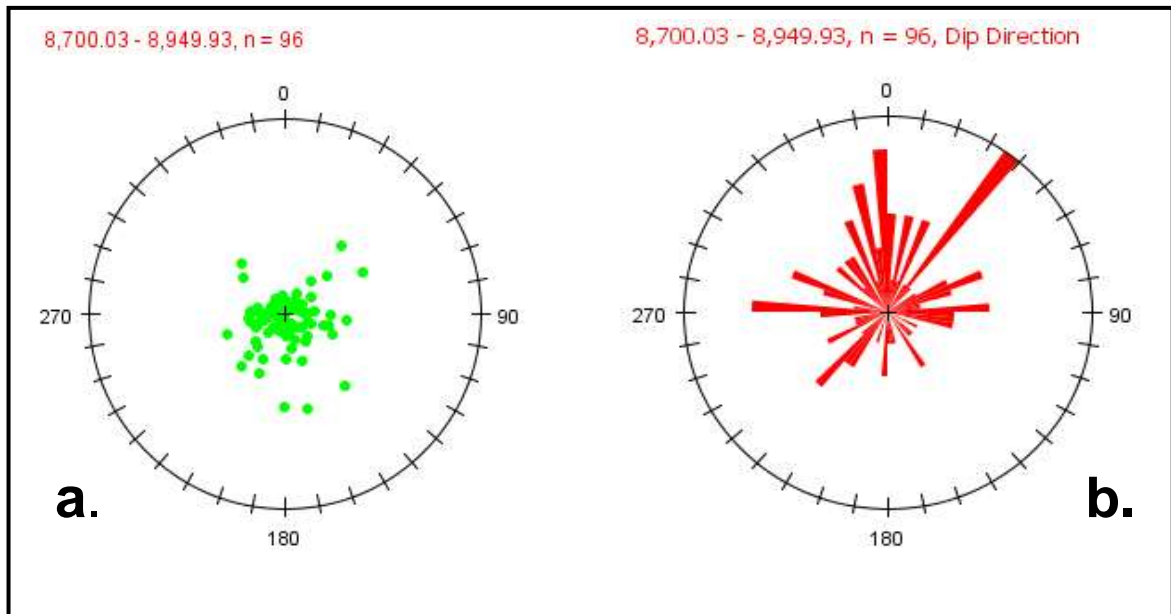 8,700.03 - 8,949.93, n = 96
0
270
90
180
a.
8,700.03 - 8,949.93, n = 96, Dip Direction
0
270
90
180
b.